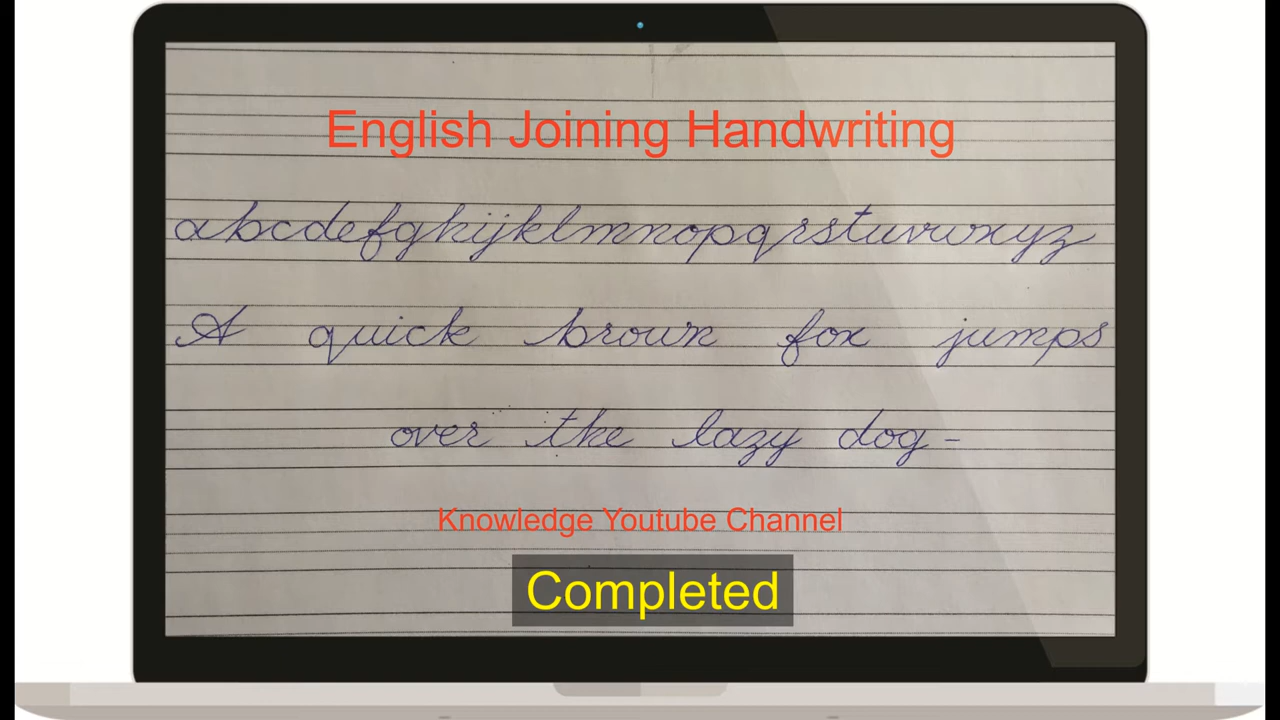 English Joining Handwriting
abcdefghijklmnopqrstuvwxyz
A quick brown fox jumps
over the lazy dog-
Knowledge Youtube Channel
Completed